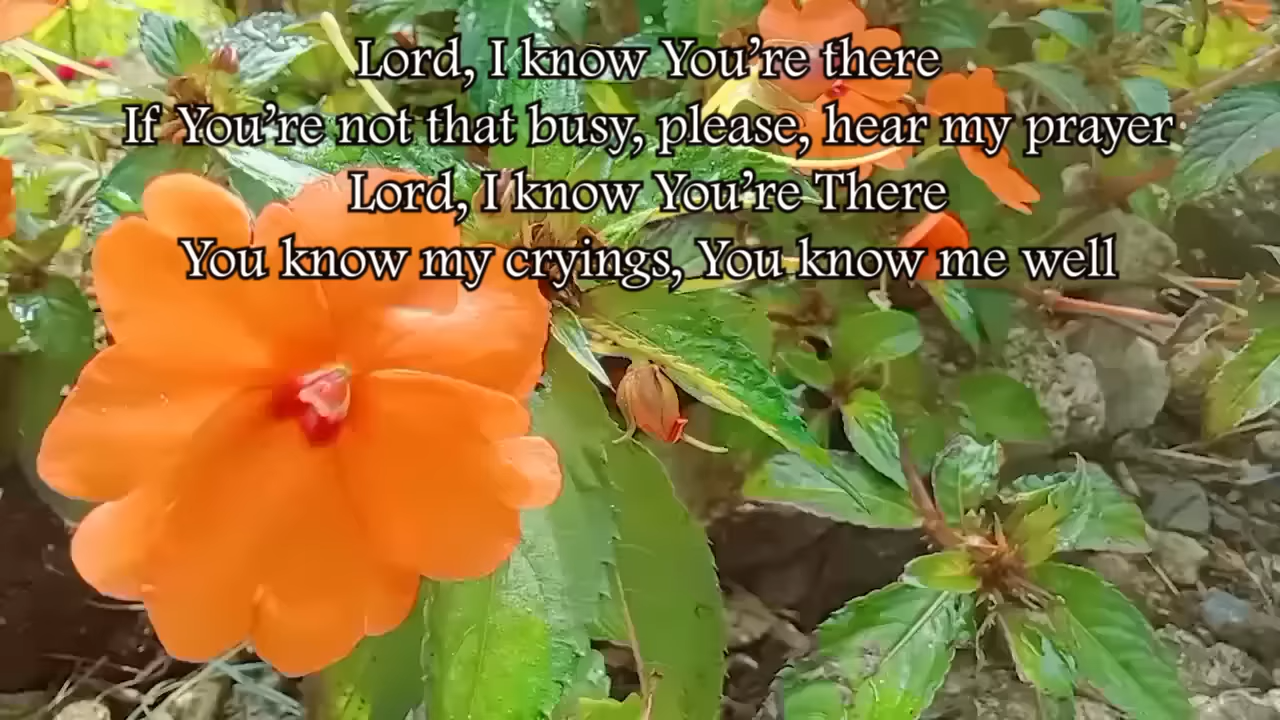 Lord, I know You're there
If You're not that busy, please, hear my prayer
Lord, I know You're There
You know my cryings, You know me well